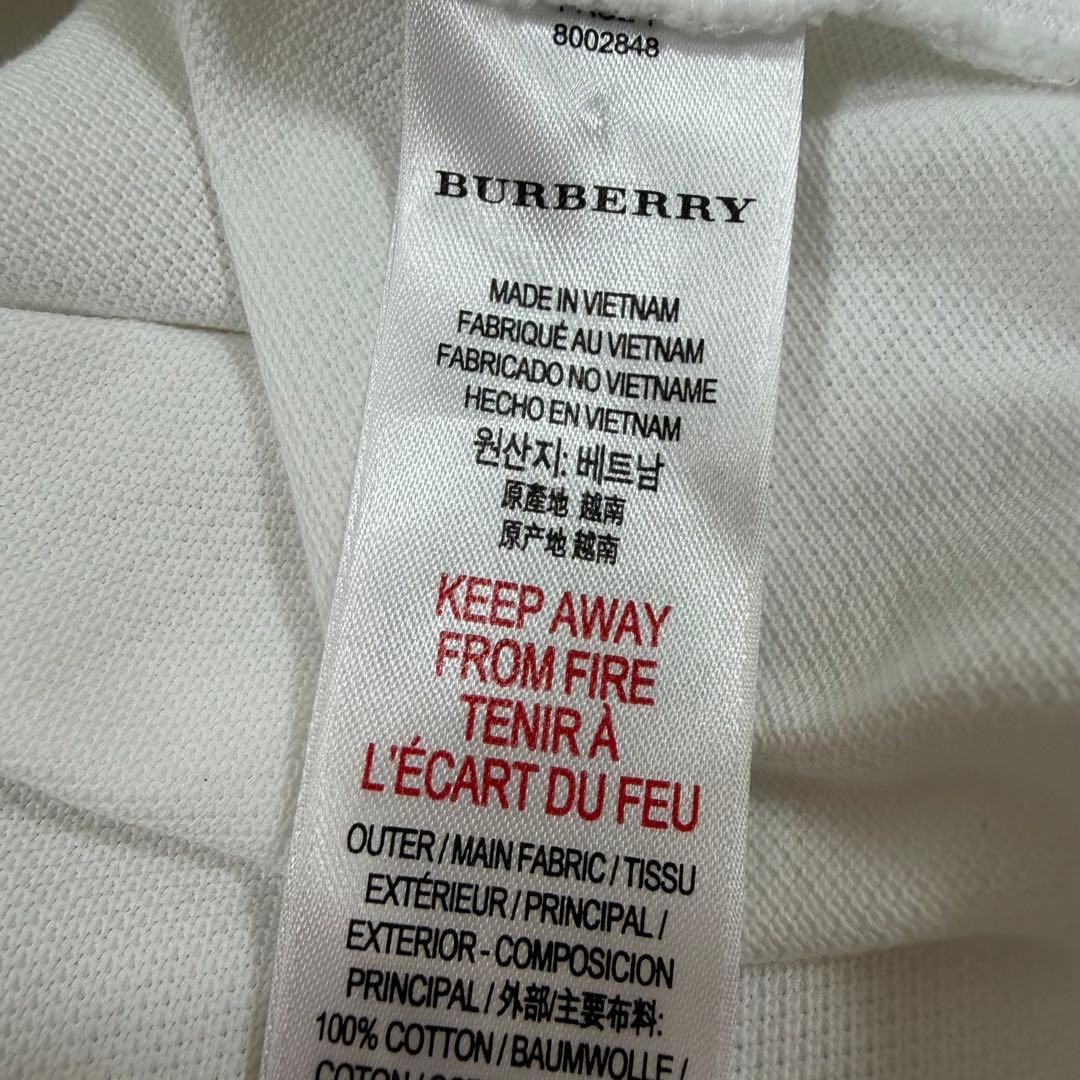 8002848
BURBERRY
MADE IN VIETNAM
FABRIQUÉ AU VIETNAM
FABRICADO NO VIETNAME
HECHO EN VIETNAM
원산지: 베트남
原產地 越南
原产地 越南
KEEP AWAY
FROM FIRE
TENIR À
L'ÉCART DU FEU
OUTER / MAIN FABRIC / TISSU
EXTÉRIEUR / PRINCIPAL /
EXTERIOR - COMPOSICION
PRINCIPAL / 外部/主要布料:
100% COTTON / BAUMWOLLE /